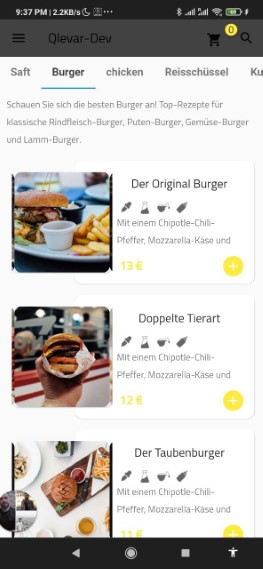 9:37 PM | 2.2KB/s
Qlevar-Dev
0
Saft Burger chicken Reisschüssel Ku
Schauen Sie sich die besten Burger an! Top-Rezepte für
klassische Rindfleisch-Burger, Puten-Burger, Gemüse-Burger
und Lamm-Burger.
Der Original Burger
Mit einem Chipotle-Chili-
Pfeffer, Mozzarella-Käse und
13 €
Doppelte Tierart
Mit einem Chipotle-Chili-
Pfeffer, Mozzarella-Käse und
12 €
Der Taubenburger
Mit einem Chipotle-Chili-
Pfeffer, Mozzarella-Käse und
11 €